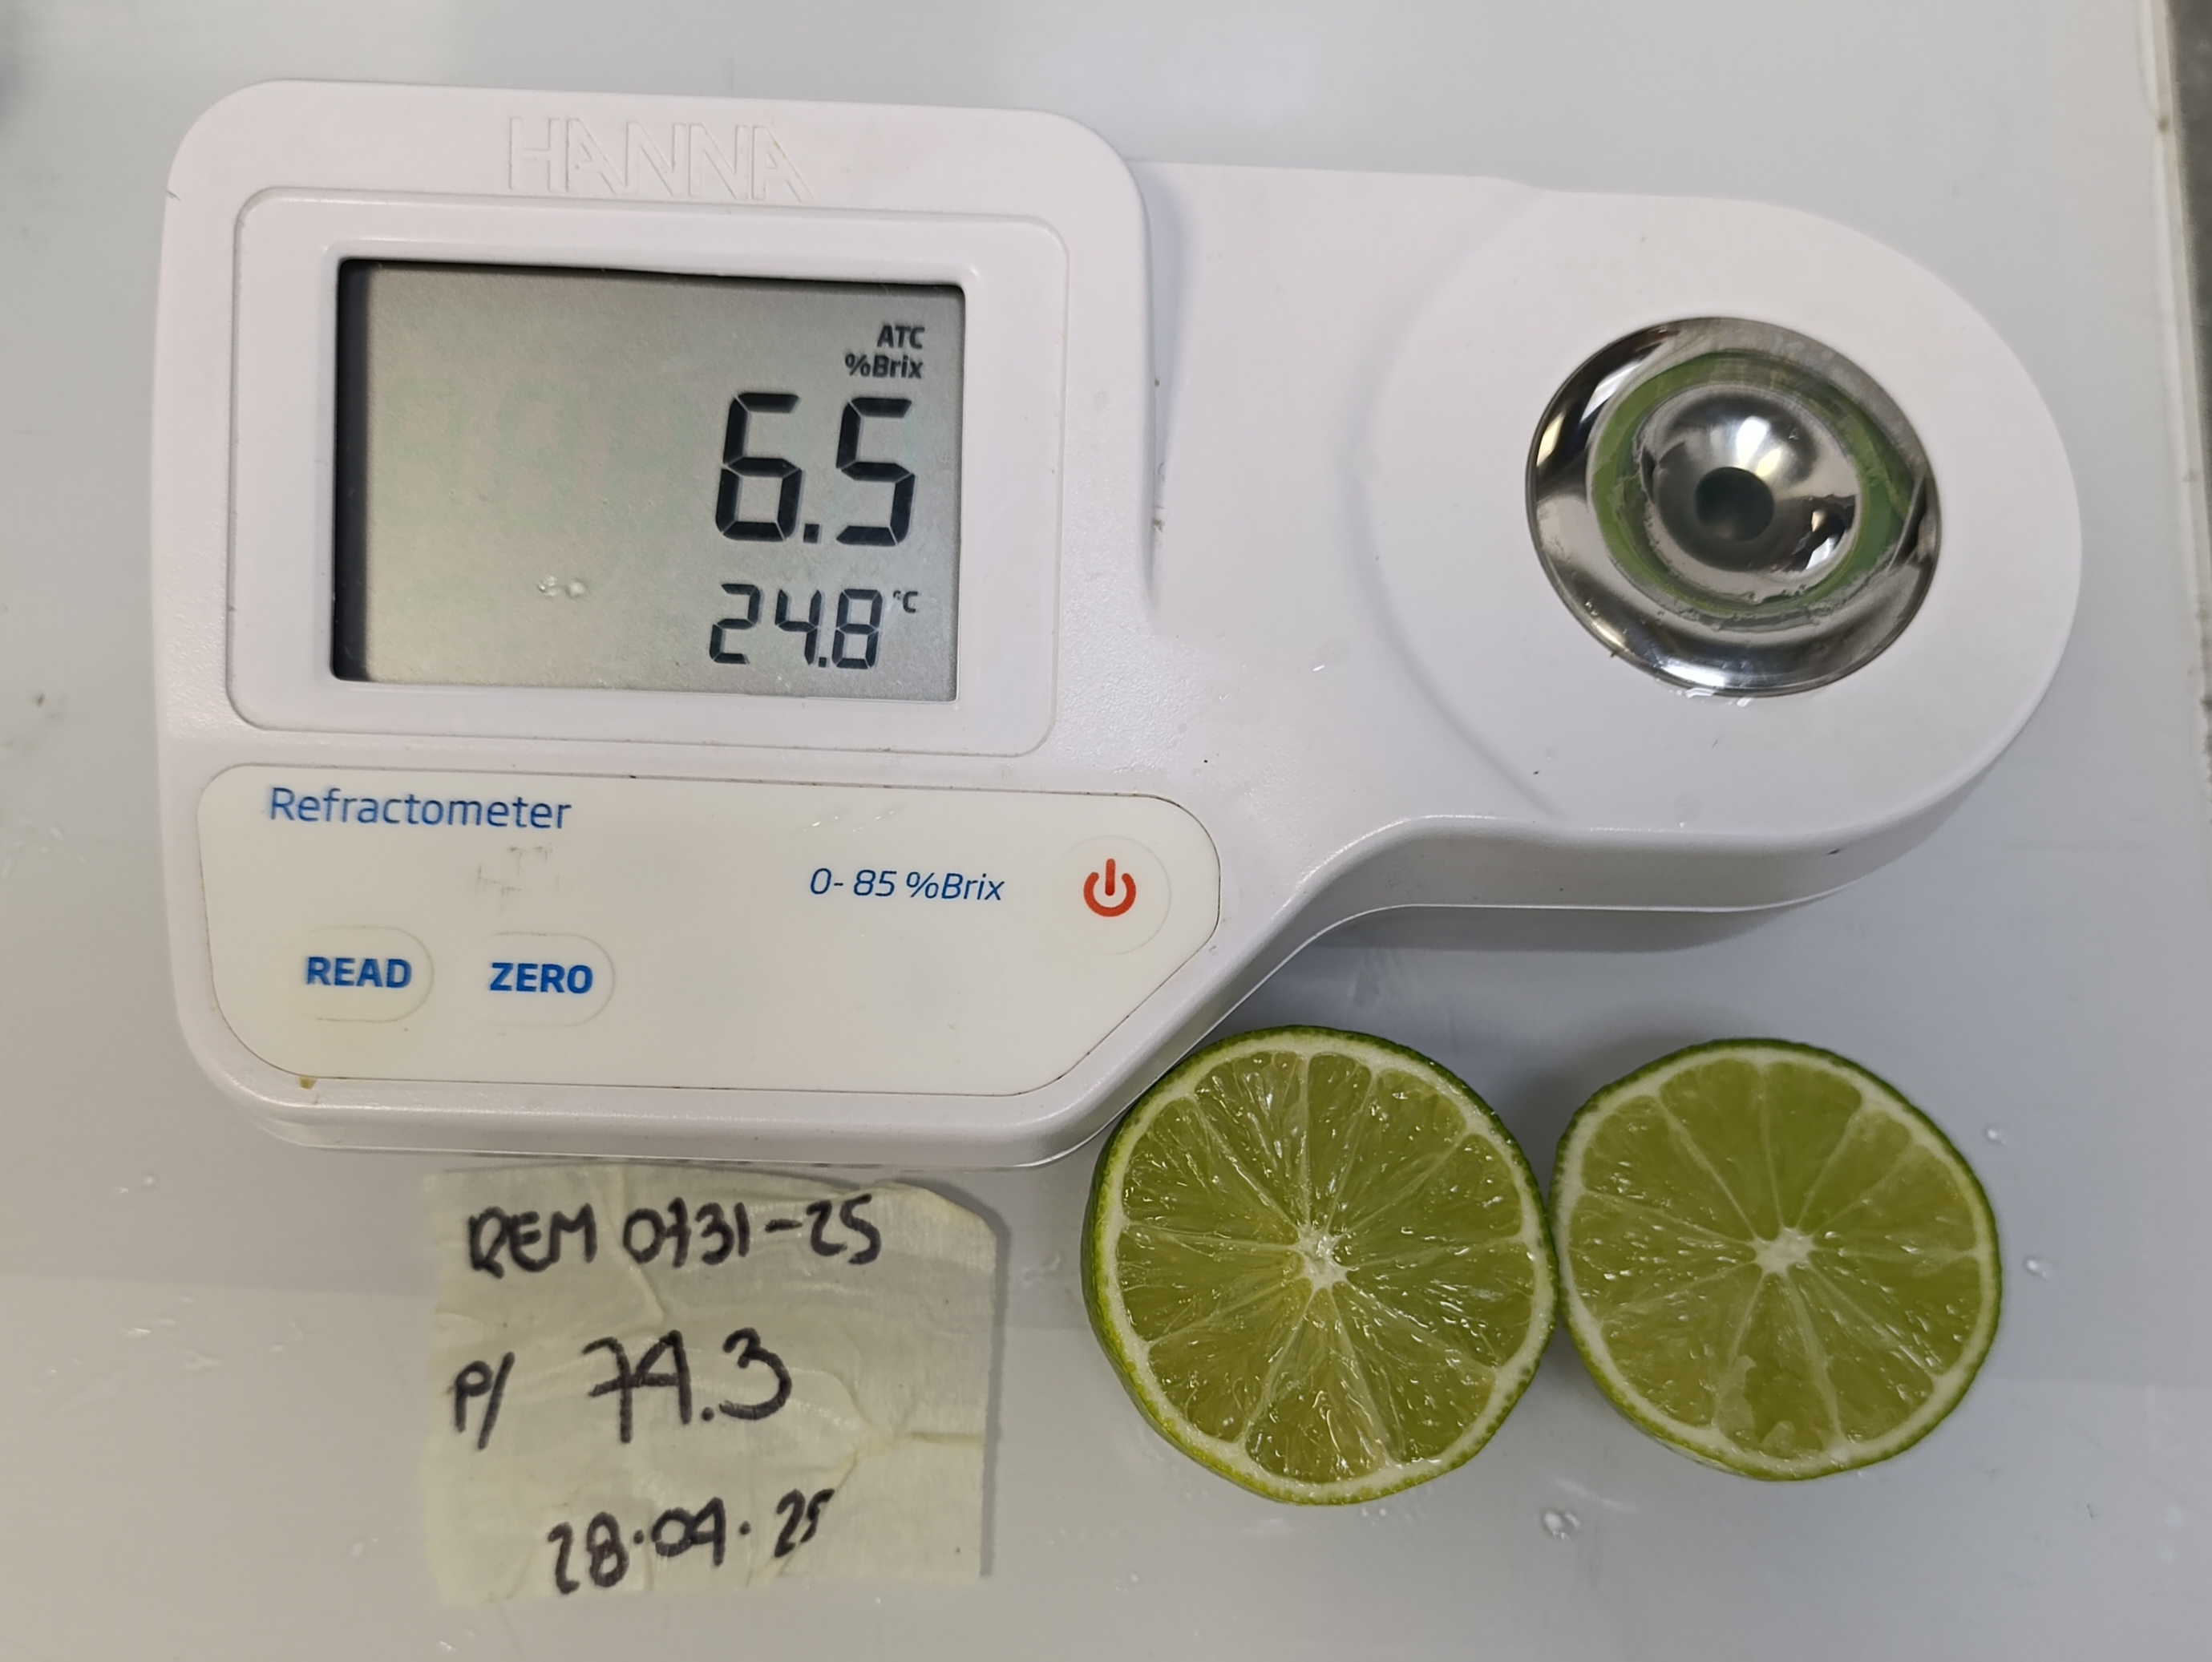 HANNA
ATC
%Brix
6.5
24.8 °C
Refractometer
0-85 %Brix
READ ZERO
REM 0731-25
P/ 74.3
28.04.25